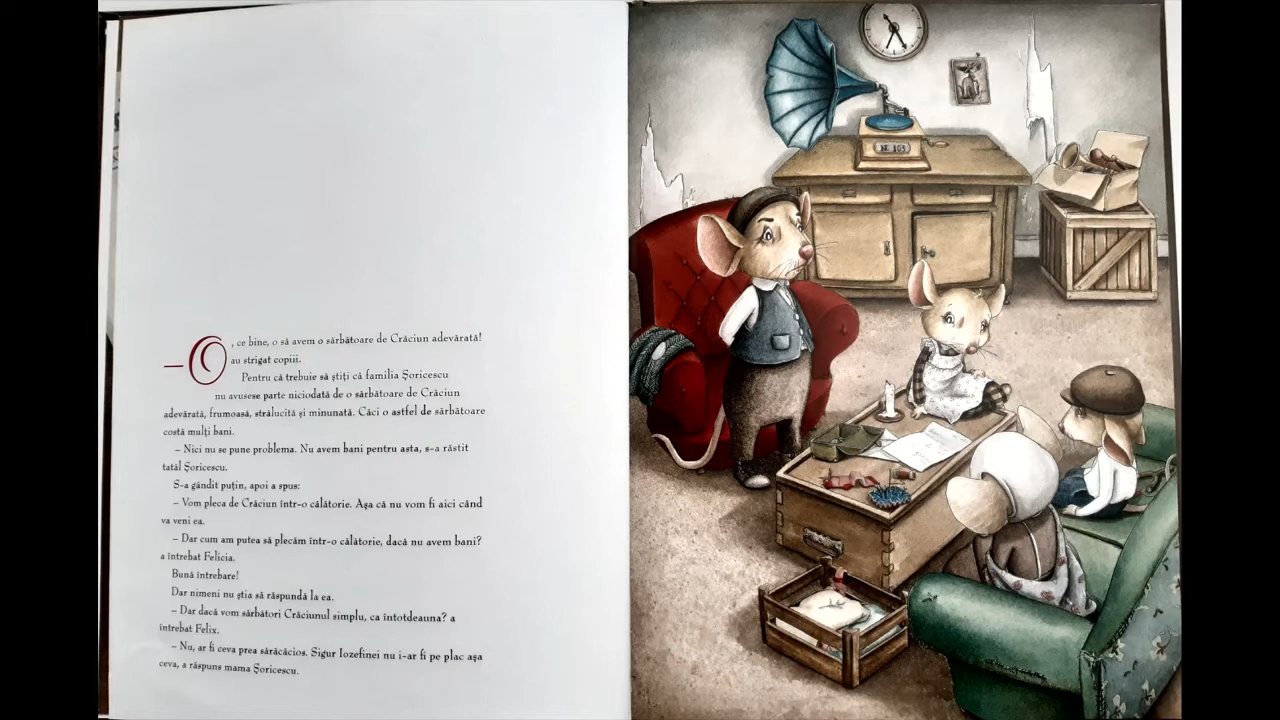 – O, ce bine, o să avem o sărbătoare de Crăciun adevărată!
au strigat copiii.
Pentru că trebuie să știți că familia Șoricescu
nu avusese parte niciodată de o sărbătoare de Crăciun
adevărată, frumoasă, strălucită și minunată. Căci o astfel de sărbătoare
costă mulți bani.
– Nici nu se pune problema. Nu avem bani pentru asta, s-a răstit
tatăl Șoricescu.
S-a gândit puțin, apoi a spus:
– Vom pleca de Crăciun într-o călătorie. Așa că nu vom fi aici când
va veni ea.
– Dar cum am putea să plecăm într-o călătorie, dacă nu avem bani?
a întrebat Felicia.
Bună întrebare!
Dar nimeni nu știa să răspundă la ea.
– Dar dacă vom sărbători Crăciunul simplu, ca întotdeauna? a
întrebat Felix.
– Nu, ar fi ceva prea sărăcăcios. Sigur Iozefinei nu i-ar fi pe plac așa
ceva, a răspuns mama Șoricescu.